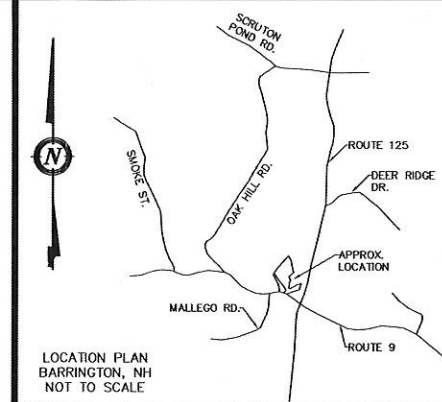 SCRUTON
POND RD.
ROUTE 125
DEER RIDGE
DR.
SMOKE ST.
OAK HILL RD.
N
APPROX.
LOCATION
MALLEGO RD.
ROUTE 9
LOCATION PLAN
BARRINGTON, NH
NOT TO SCALE